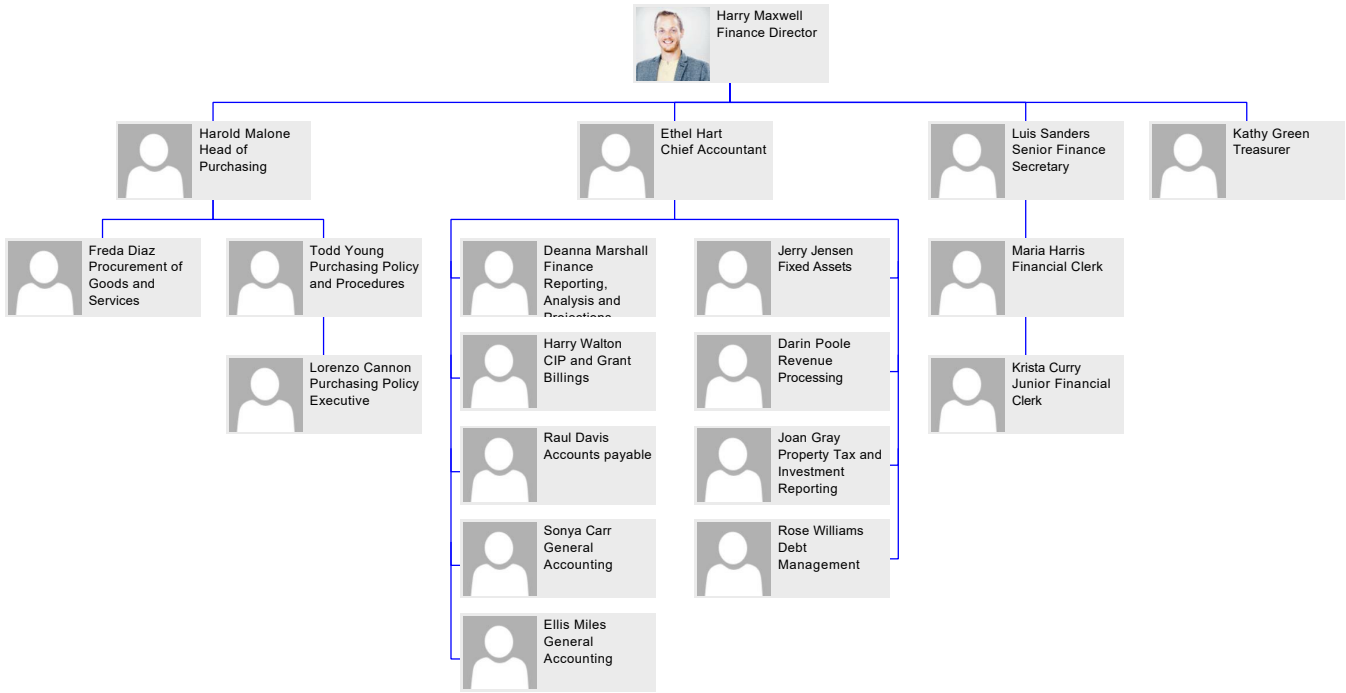 Harry Maxwell
Finance Director
Harold Malone
Head of
Purchasing
Ethel Hart
Chief Accountant
Luis Sanders
Senior Finance
Secretary
Kathy Green
Treasurer
Freda Diaz
Procurement of
Goods and
Services
Todd Young
Purchasing Policy
and Procedures
Deanna Marshall
Finance
Reporting,
Analysis and
Projections
Jerry Jensen
Fixed Assets
Maria Harris
Financial Clerk
Harry Walton
CIP and Grant
Billings
Darin Poole
Revenue
Processing
Lorenzo Cannon
Purchasing Policy
Executive
Krista Curry
Junior Financial
Clerk
Raul Davis
Accounts payable
Joan Gray
Property Tax and
Investment
Reporting
Sonya Carr
General
Accounting
Rose Williams
Debt
Management
Ellis Miles
General
Accounting